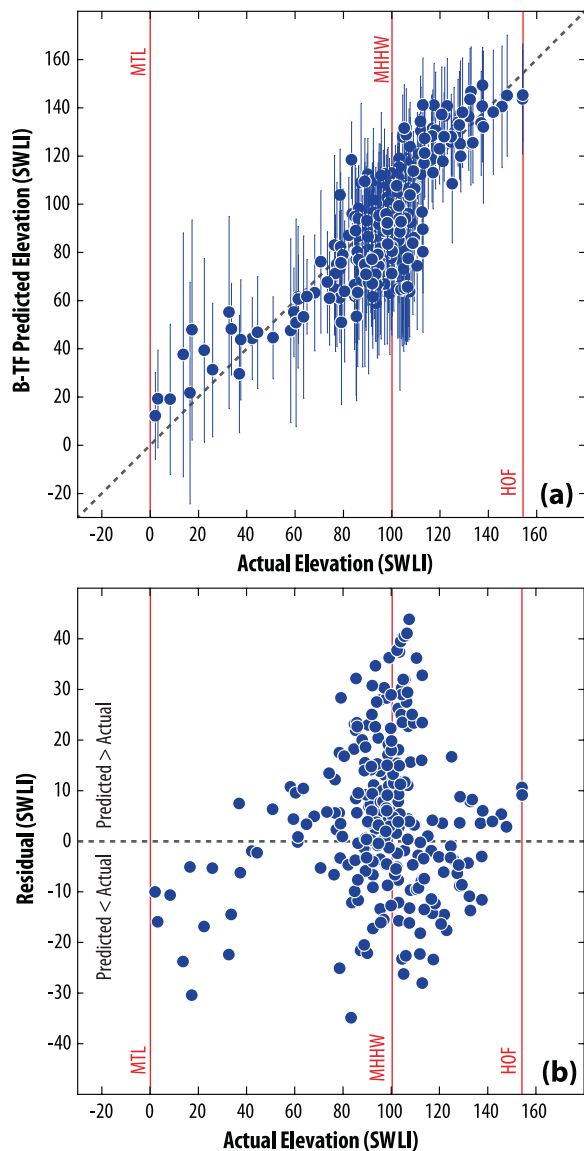 160
140
120
100
80
60
40
20
0
-20
B-TF Predicted Elevation (SWLI)
MTL
MHHW
HOF
(a)
-20 0 20 40 60 80 100 120 140 160
Actual Elevation (SWLI)
40
30
20
10
0
-10
-20
-30
-40
Residual (SWLI)
Predicted > Actual
Predicted < Actual
MTL
MHHW
HOF
(b)
-20 0 20 40 60 80 100 120 140 160
Actual Elevation (SWLI)